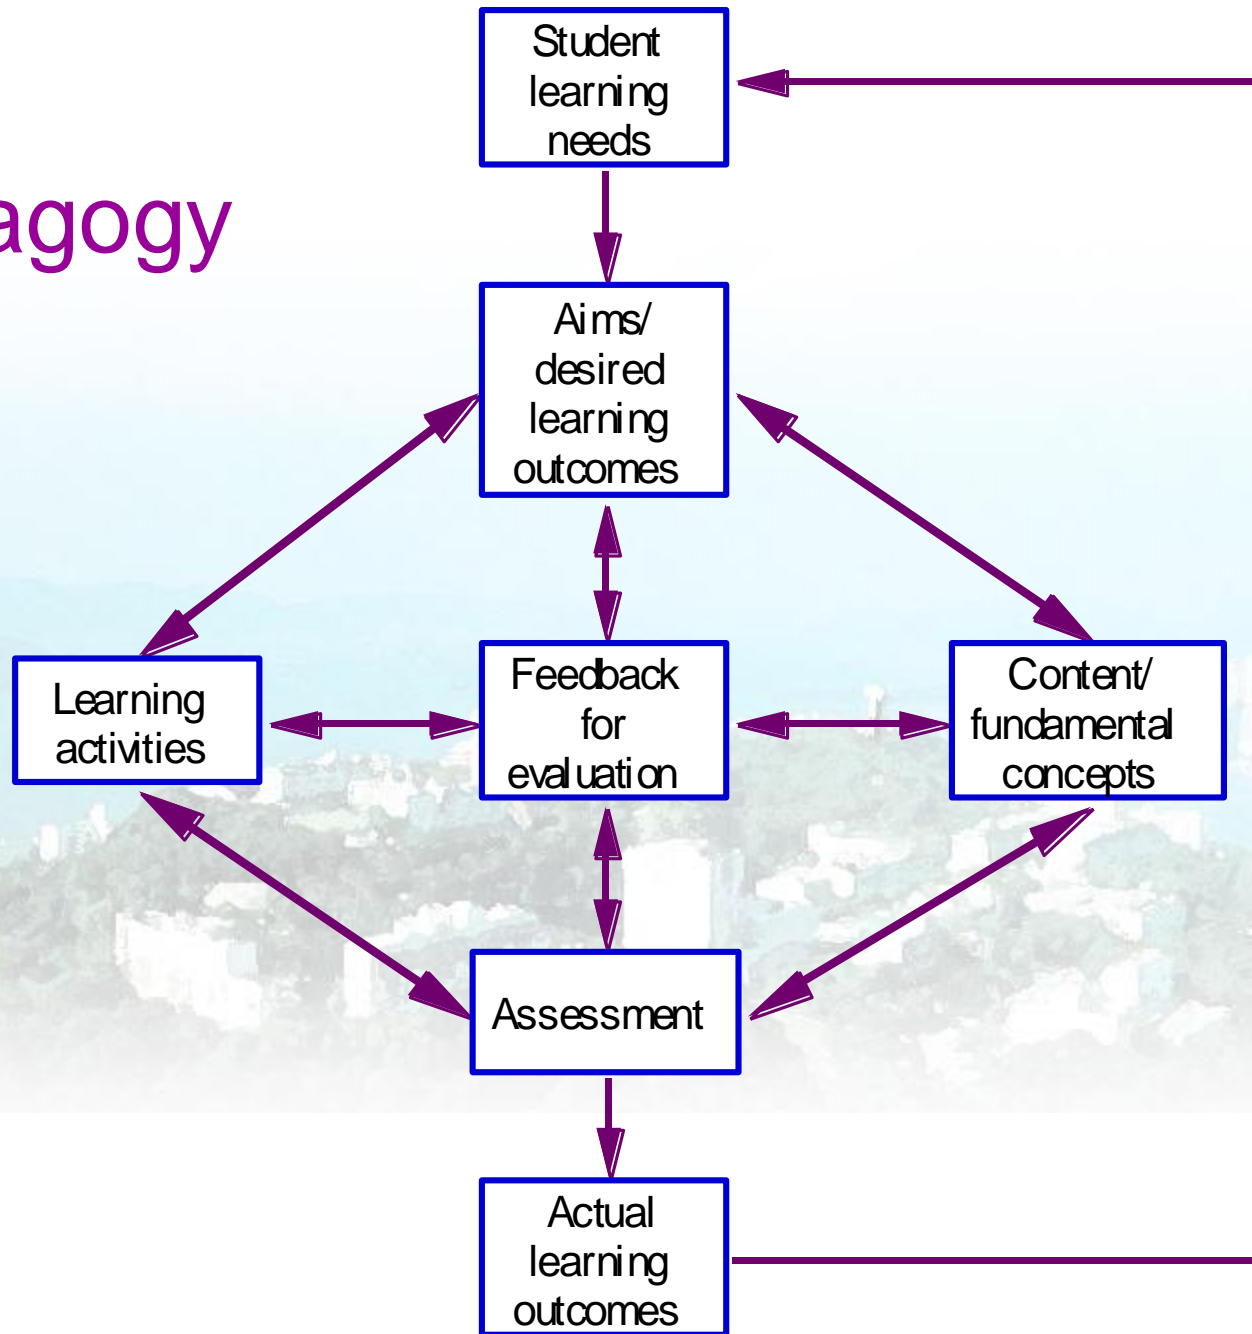 Student
learning
needs
agogy
Aims/
desired
learning
outcomes
Learning
activities
Feedback
for
evaluation
Content/
fundamental
concepts
Assessment
Actual
learning
outcomes